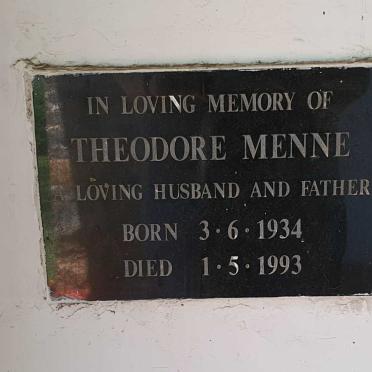 IN LOVING MEMORY OF
THEODORE MENNE
A LOVING HUSBAND AND FATHER
BORN 3·6·1934
DIED 1·5·1993